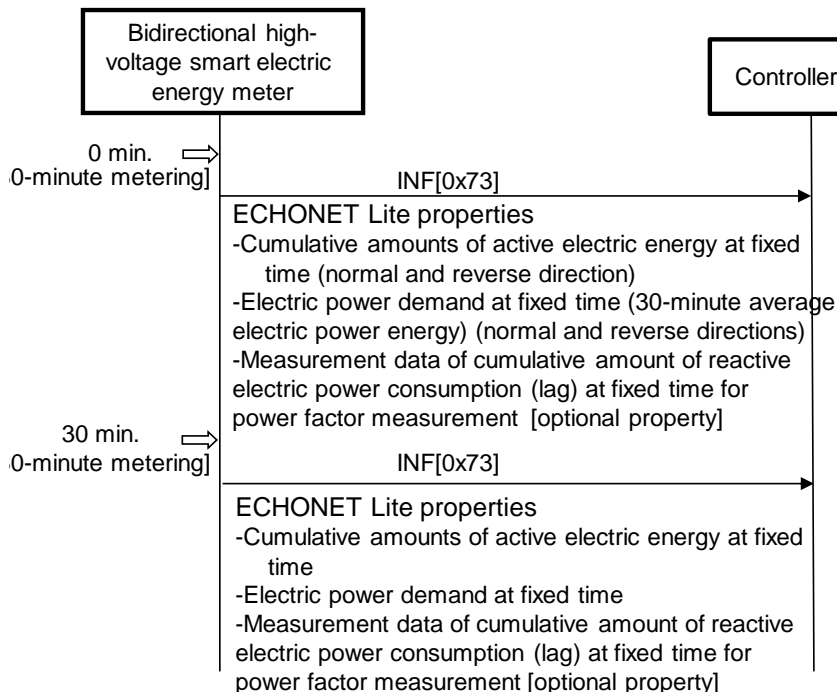 Bidirectional high-
voltage smart electric
energy meter
Controller
0 min.
0-minute metering]
INF[0x73]
ECHONET Lite properties
-Cumulative amounts of active electric energy at fixed
time (normal and reverse direction)
-Electric power demand at fixed time (30-minute average
electric power energy) (normal and reverse directions)
-Measurement data of cumulative amount of reactive
electric power consumption (lag) at fixed time for
power factor measurement [optional property]
30 min.
0-minute metering]
INF[0x73]
ECHONET Lite properties
-Cumulative amounts of active electric energy at fixed
time
-Electric power demand at fixed time
-Measurement data of cumulative amount of reactive
electric power consumption (lag) at fixed time for
power factor measurement [optional property]